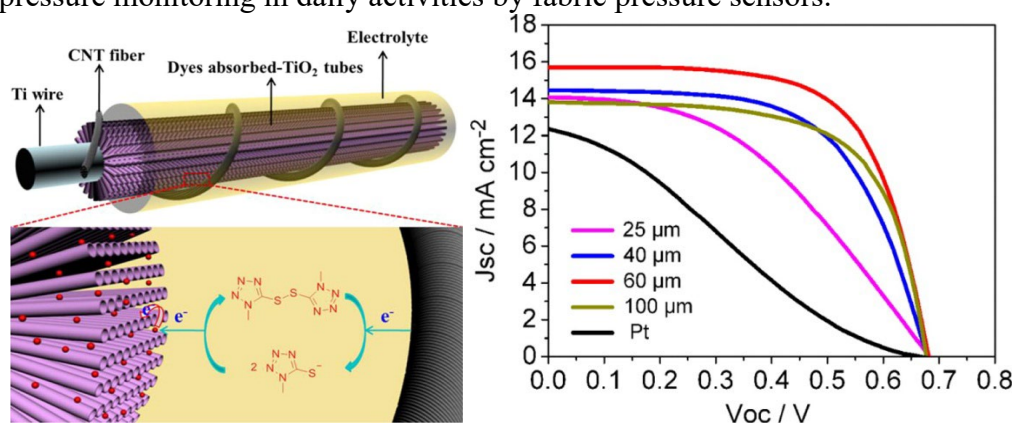 pressure monitoring in daily activities by fabric pressure sensors.
Electrolyte
CNT fiber
Dyes absorbed-TiO₂ tubes
Ti wire
N N
N N
N S
S N
N N
N
e⁻
e⁻
e⁻
2
N N
N N
S⁻
Jsc / mA cm⁻²
18
16
14
12
10
8
6
4
2
0
25 μm
40 μm
60 μm
100 μm
Pt
0.0 0.1 0.2 0.3 0.4 0.5 0.6 0.7 0.8
Voc / V